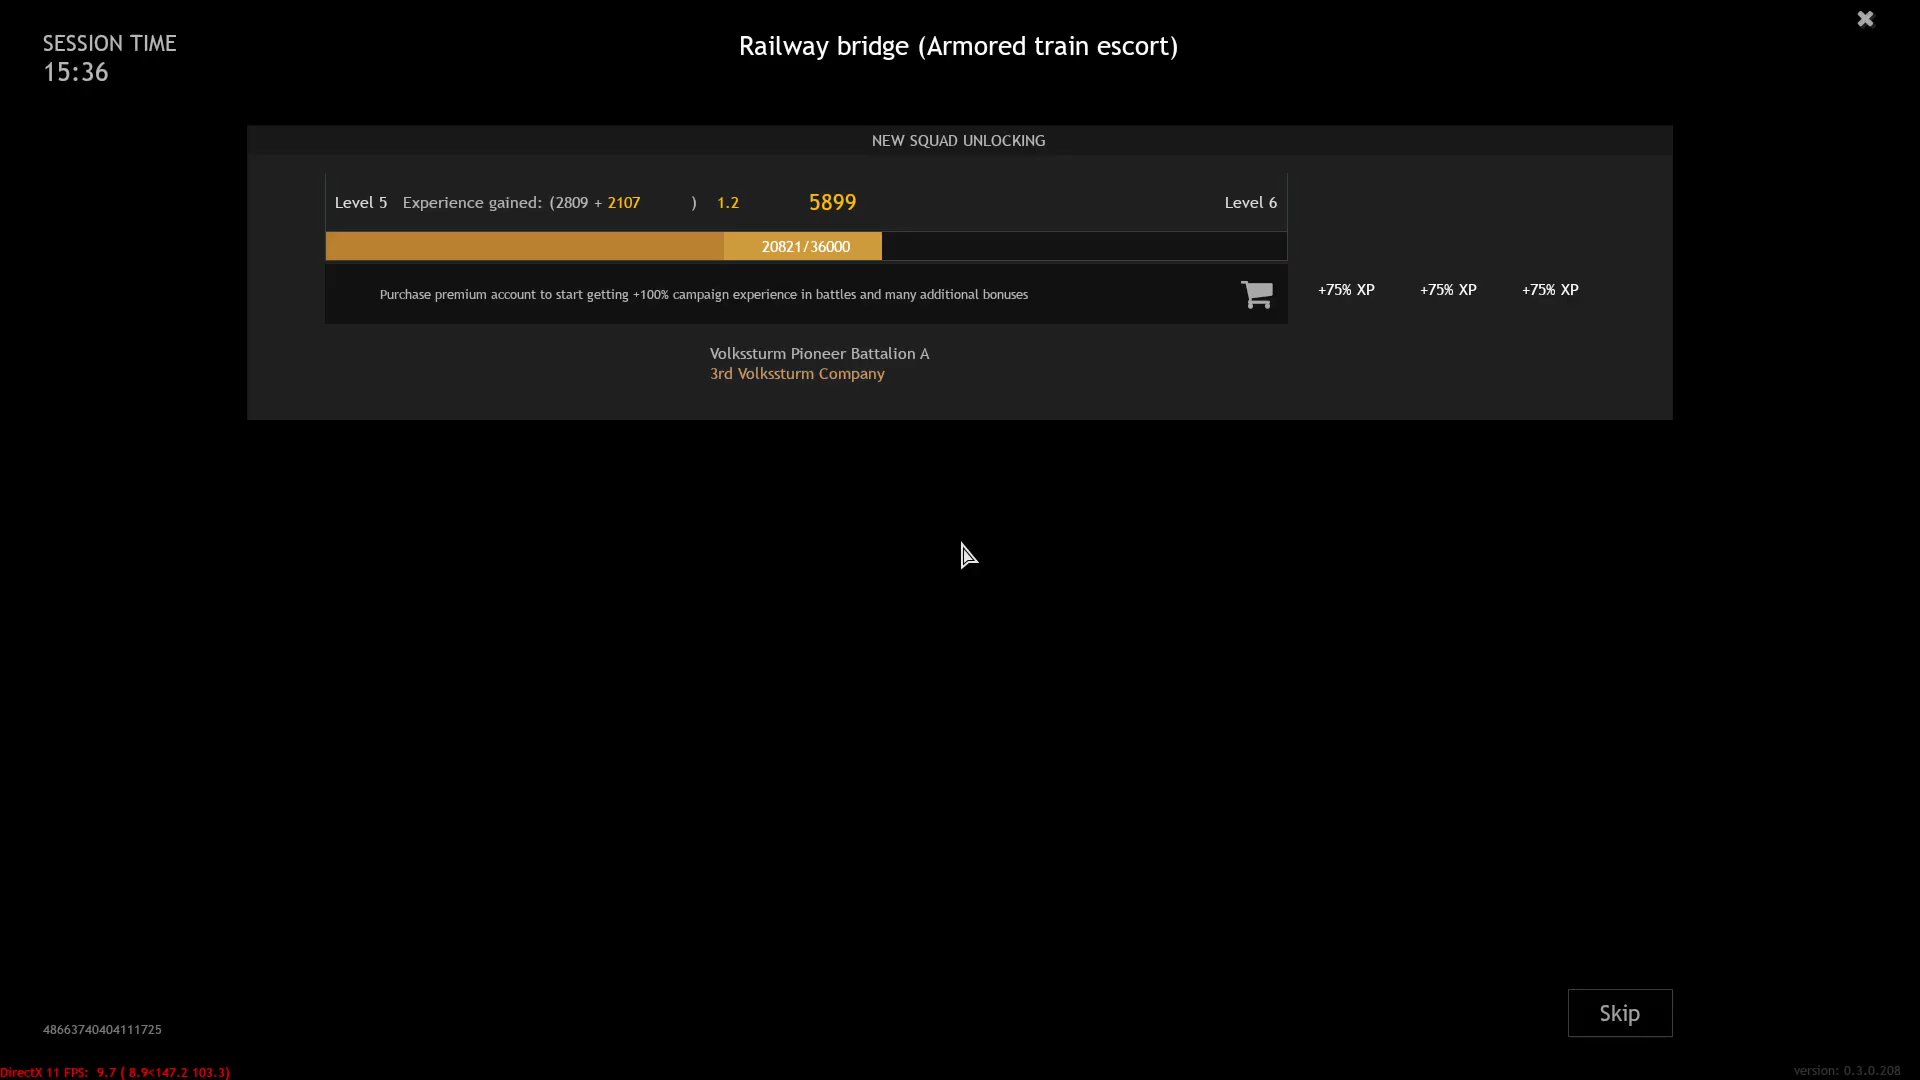 SESSION TIME
15:36
Railway bridge (Armored train escort)
NEW SQUAD UNLOCKING
Level 5 Experience gained: (2809 + 2107 ) 1.2 5899 Level 6
20821/36000
Purchase premium account to start getting +100% campaign experience in battles and many additional bonuses
+75% XP +75% XP +75% XP
Volkssturm Pioneer Battalion A
3rd Volkssturm Company
Skip
48663740404111725
DirectX 11 FPS: 9.7 ( 8.9<147.2 103.3)
version: 0.3.0.208